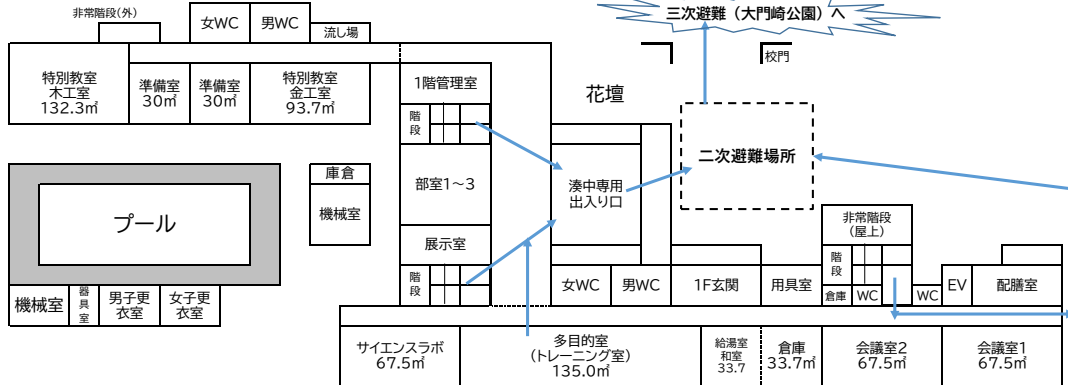 三次避難（大門崎公園）へ
非常階段(外)
女WC
男WC
流し場
校門
特別教室
木工室
132.3㎡
準備室
30㎡
準備室
30㎡
特別教室
金工室
93.7㎡
1階管理室
花壇
階
段
二次避難場所
部室1～3
湊中専用
出入り口
庫倉
機械室
プール
非常階段
（屋上）
展示室
階
段
階
段
女WC
男WC
1F玄関
用具室
倉庫
WC
WC
EV
配膳室
機械室
器
具
室
男子更
衣室
女子更
衣室
サイエンスラボ
67.5㎡
多目的室
（トレーニング室）
135.0㎡
給湯室
和室
33.7
倉庫
33.7㎡
会議室2
67.5㎡
会議室1
67.5㎡